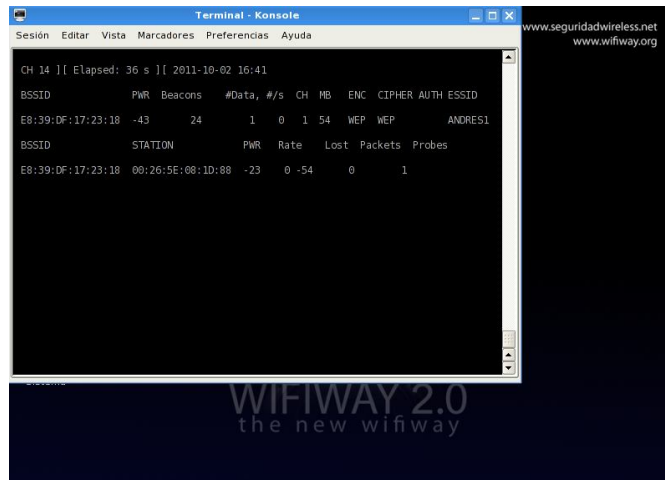 Terminal - Konsole
www.seguridadwireless.net
www.wifiway.org
Sesión Editar Vista Marcadores Preferencias Ayuda
CH 14 ][ Elapsed: 36 s ][ 2011-10-02 16:41
BSSID PWR Beacons #Data, #/s CH MB ENC CIPHER AUTH ESSID
E8:39:DF:17:23:18 -43 24 1 0 1 54 WEP WEP ANDRES1
BSSID STATION PWR Rate Lost Packets Probes
E8:39:DF:17:23:18 00:26:5E:08:1D:88 -23 0 -54 0 1
WIFIWAY 2.0
the new wifiway